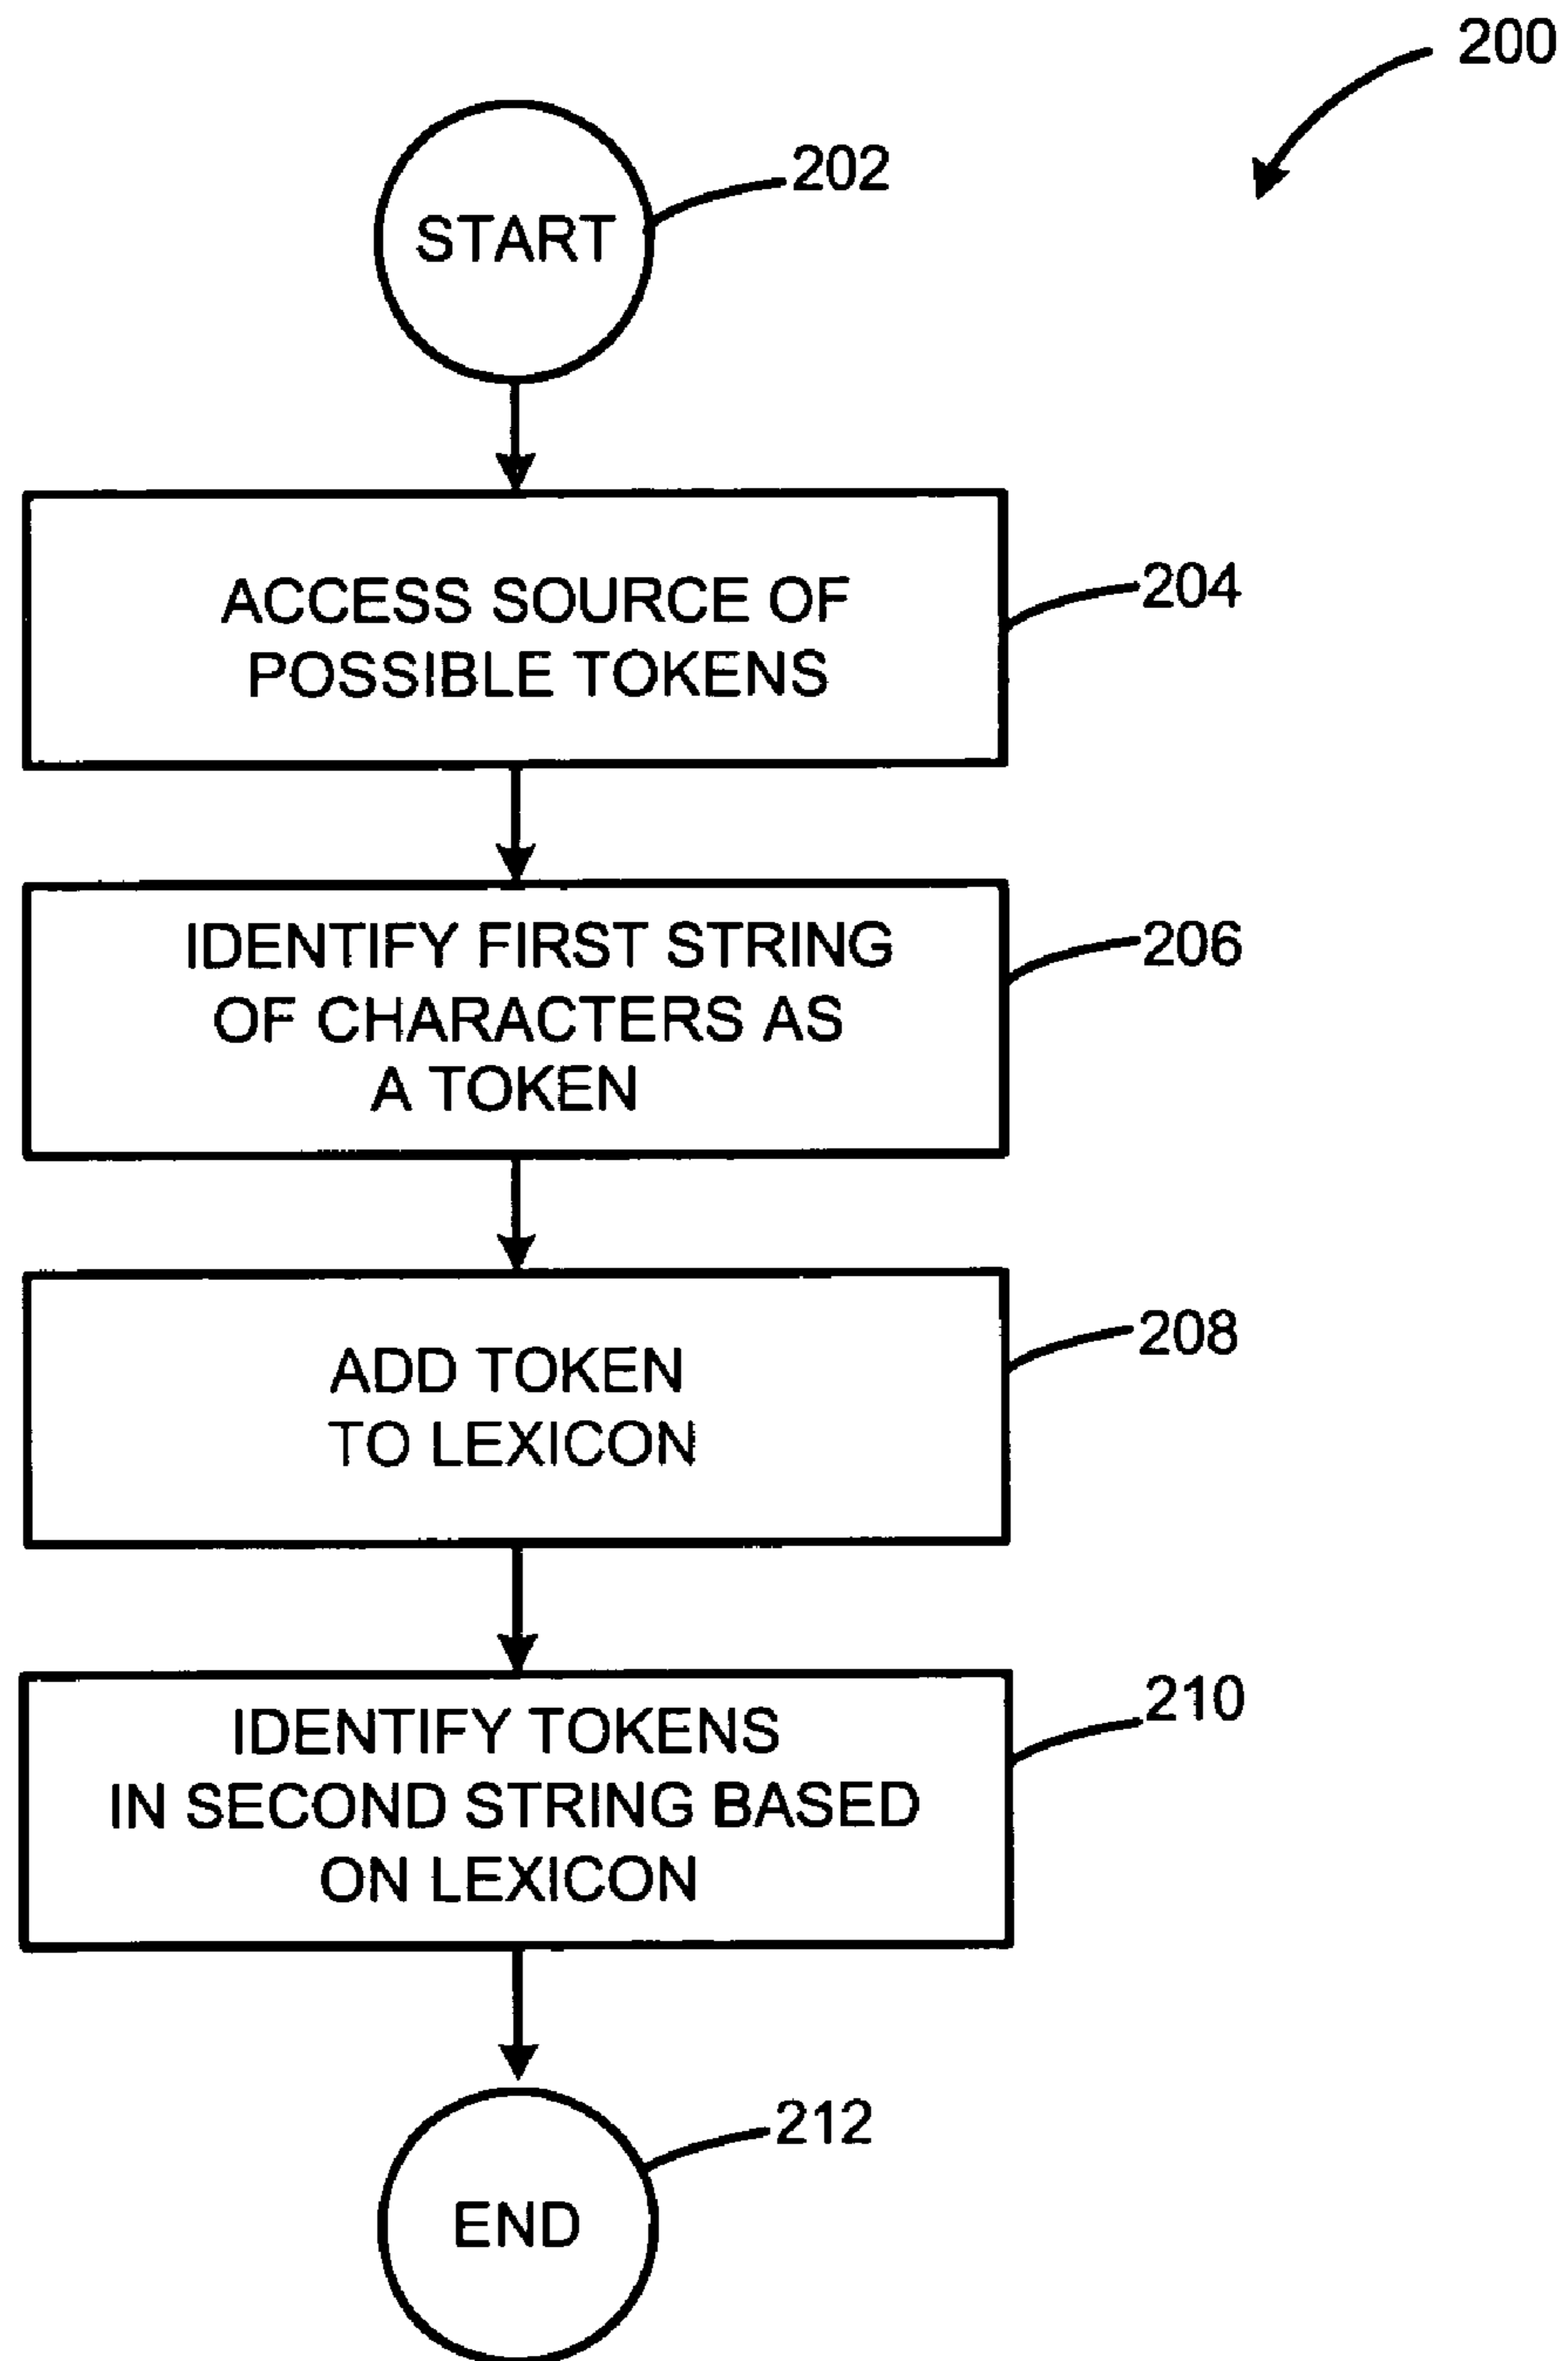 200
202
START
ACCESS SOURCE OF
POSSIBLE TOKENS
204
IDENTIFY FIRST STRING
OF CHARACTERS AS
A TOKEN
206
ADD TOKEN
TO LEXICON
208
IDENTIFY TOKENS
IN SECOND STRING BASED
ON LEXICON
210
212
END